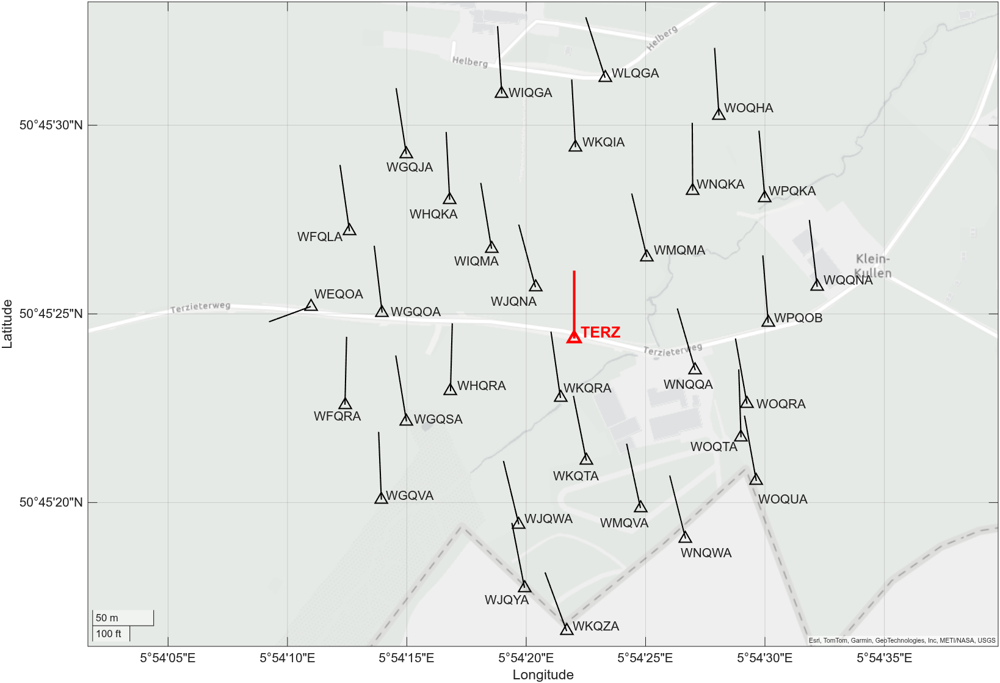 Helberg
Helberg
WLQGA
WIQGA
WOQHA
50°45'30"N
WKQIA
WGQJA
WNQKA
WPQKA
WHQKA
WFQLA
WMQMA
WIQMA
Klein-
Kullen
WQQNA
WEQOA
WJQNA
Terzieterweg
WGQOA
50°45'25"N
WPQOB
TERZ
Terzieterweg
Latitude
WHQRA
WKQRA
WNQQA
WOQRA
WFQRA
WGQSA
WOQTA
WKQTA
WGQVA
50°45'20"N
WOQUA
WJQWA
WMQVA
WNQWA
WJQYA
50 m
WKQZA
100 ft
Esri, TomTom, Garmin, GeoTechnologies, Inc, METI/NASA, USGS
5°54'05"E
5°54'10"E
5°54'15"E
5°54'20"E
5°54'25"E
5°54'30"E
5°54'35"E
Longitude